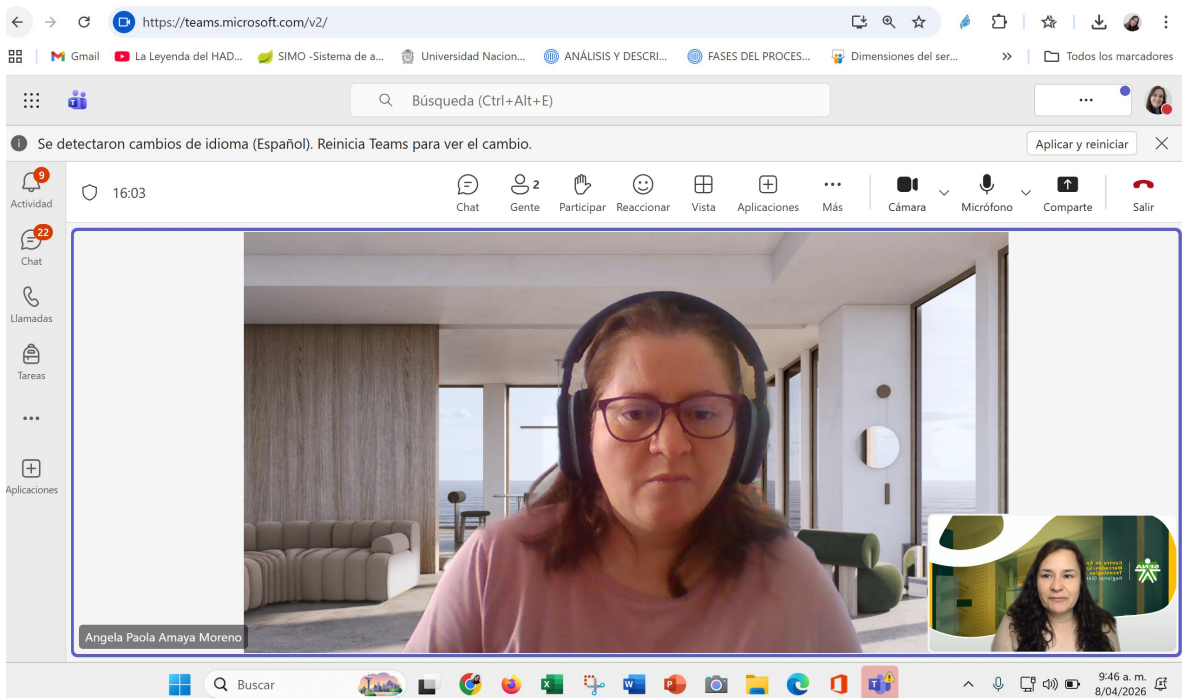 https://teams.microsoft.com/v2/
Gmail
La Leyenda del HAD...
SIMO -Sistema de a...
Universidad Nacion...
ANÁLISIS Y DESCRI...
FASES DEL PROCES...
Dimensiones del ser...
Todos los marcadores
Búsqueda (Ctrl+Alt+E)
Se detectaron cambios de idioma (Español). Reinicia Teams para ver el cambio.
Aplicar y reiniciar
9
Actividad
22
Chat
Llamadas
Tareas
Aplicaciones
16:03
Chat
2
Gente
Participar
Reaccionar
Vista
Aplicaciones
Más
Cámara
Micrófono
Comparte
Salir
Angela Paola Amaya Moreno
SENA
Buscar
9:46 a. m.
8/04/2026